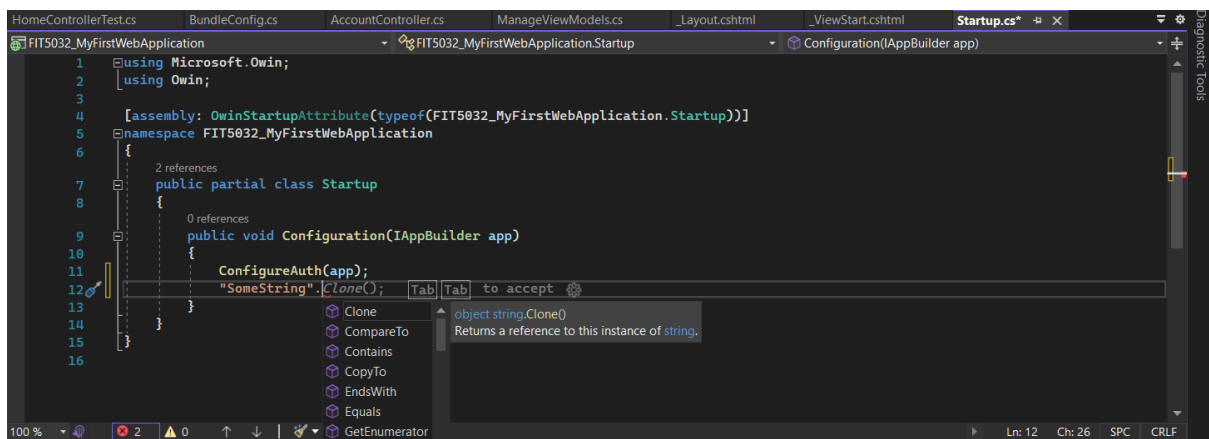 HomeControllerTest.cs BundleConfig.cs AccountController.cs ManageViewModels.cs _Layout.cshtml _ViewStart.cshtml Startup.cs*
FIT5032_MyFirstWebApplication FIT5032_MyFirstWebApplication.Startup Configuration(IAppBuilder app)
Diagnostic Tools
1 using Microsoft.Owin;
2 using Owin;
3
4 [assembly: OwinStartupAttribute(typeof(FIT5032_MyFirstWebApplication.Startup))]
5 namespace FIT5032_MyFirstWebApplication
6 {
2 references
7 public partial class Startup
8 {
0 references
9 public void Configuration(IAppBuilder app)
10 {
11 ConfigureAuth(app);
12 "SomeString".Clone(); Tab Tab to accept
13 }
14 }
15 }
16
Clone
CompareTo
Contains
CopyTo
EndsWith
Equals
GetEnumerator
object string.Clone()
Returns a reference to this instance of string.
100 % 2 0 Ln: 12 Ch: 26 SPC CRLF